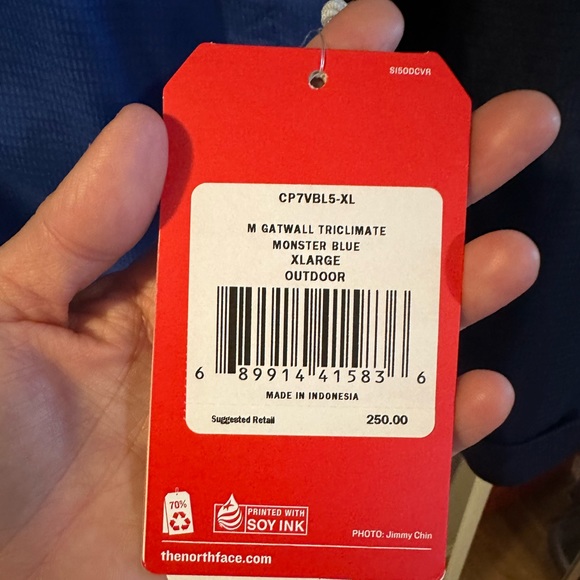 SI50DCVR
CP7VBL5-XL
M GATWALL TRICLIMATE
MONSTER BLUE
XLARGE
OUTDOOR
6 89914 41583 6
MADE IN INDONESIA
Suggested Retail 250.00
70%
PRINTED WITH
SOY INK
PHOTO: Jimmy Chin
thenorthface.com